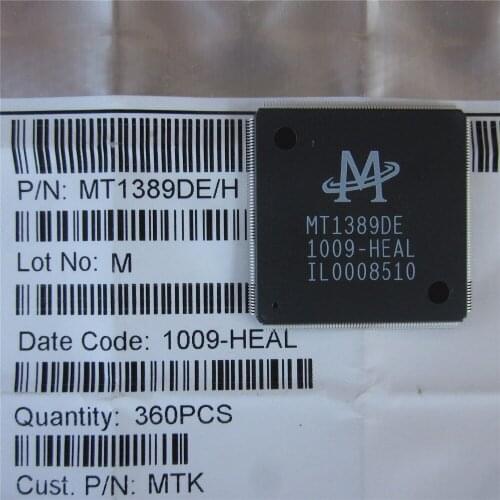 P/N: MT1389DE/H
Lot No: M
Date Code: 1009-HEAL
Quantity: 360PCS
Cust. P/N: MTK
M
MT1389DE
1009-HEAL
IL0008510